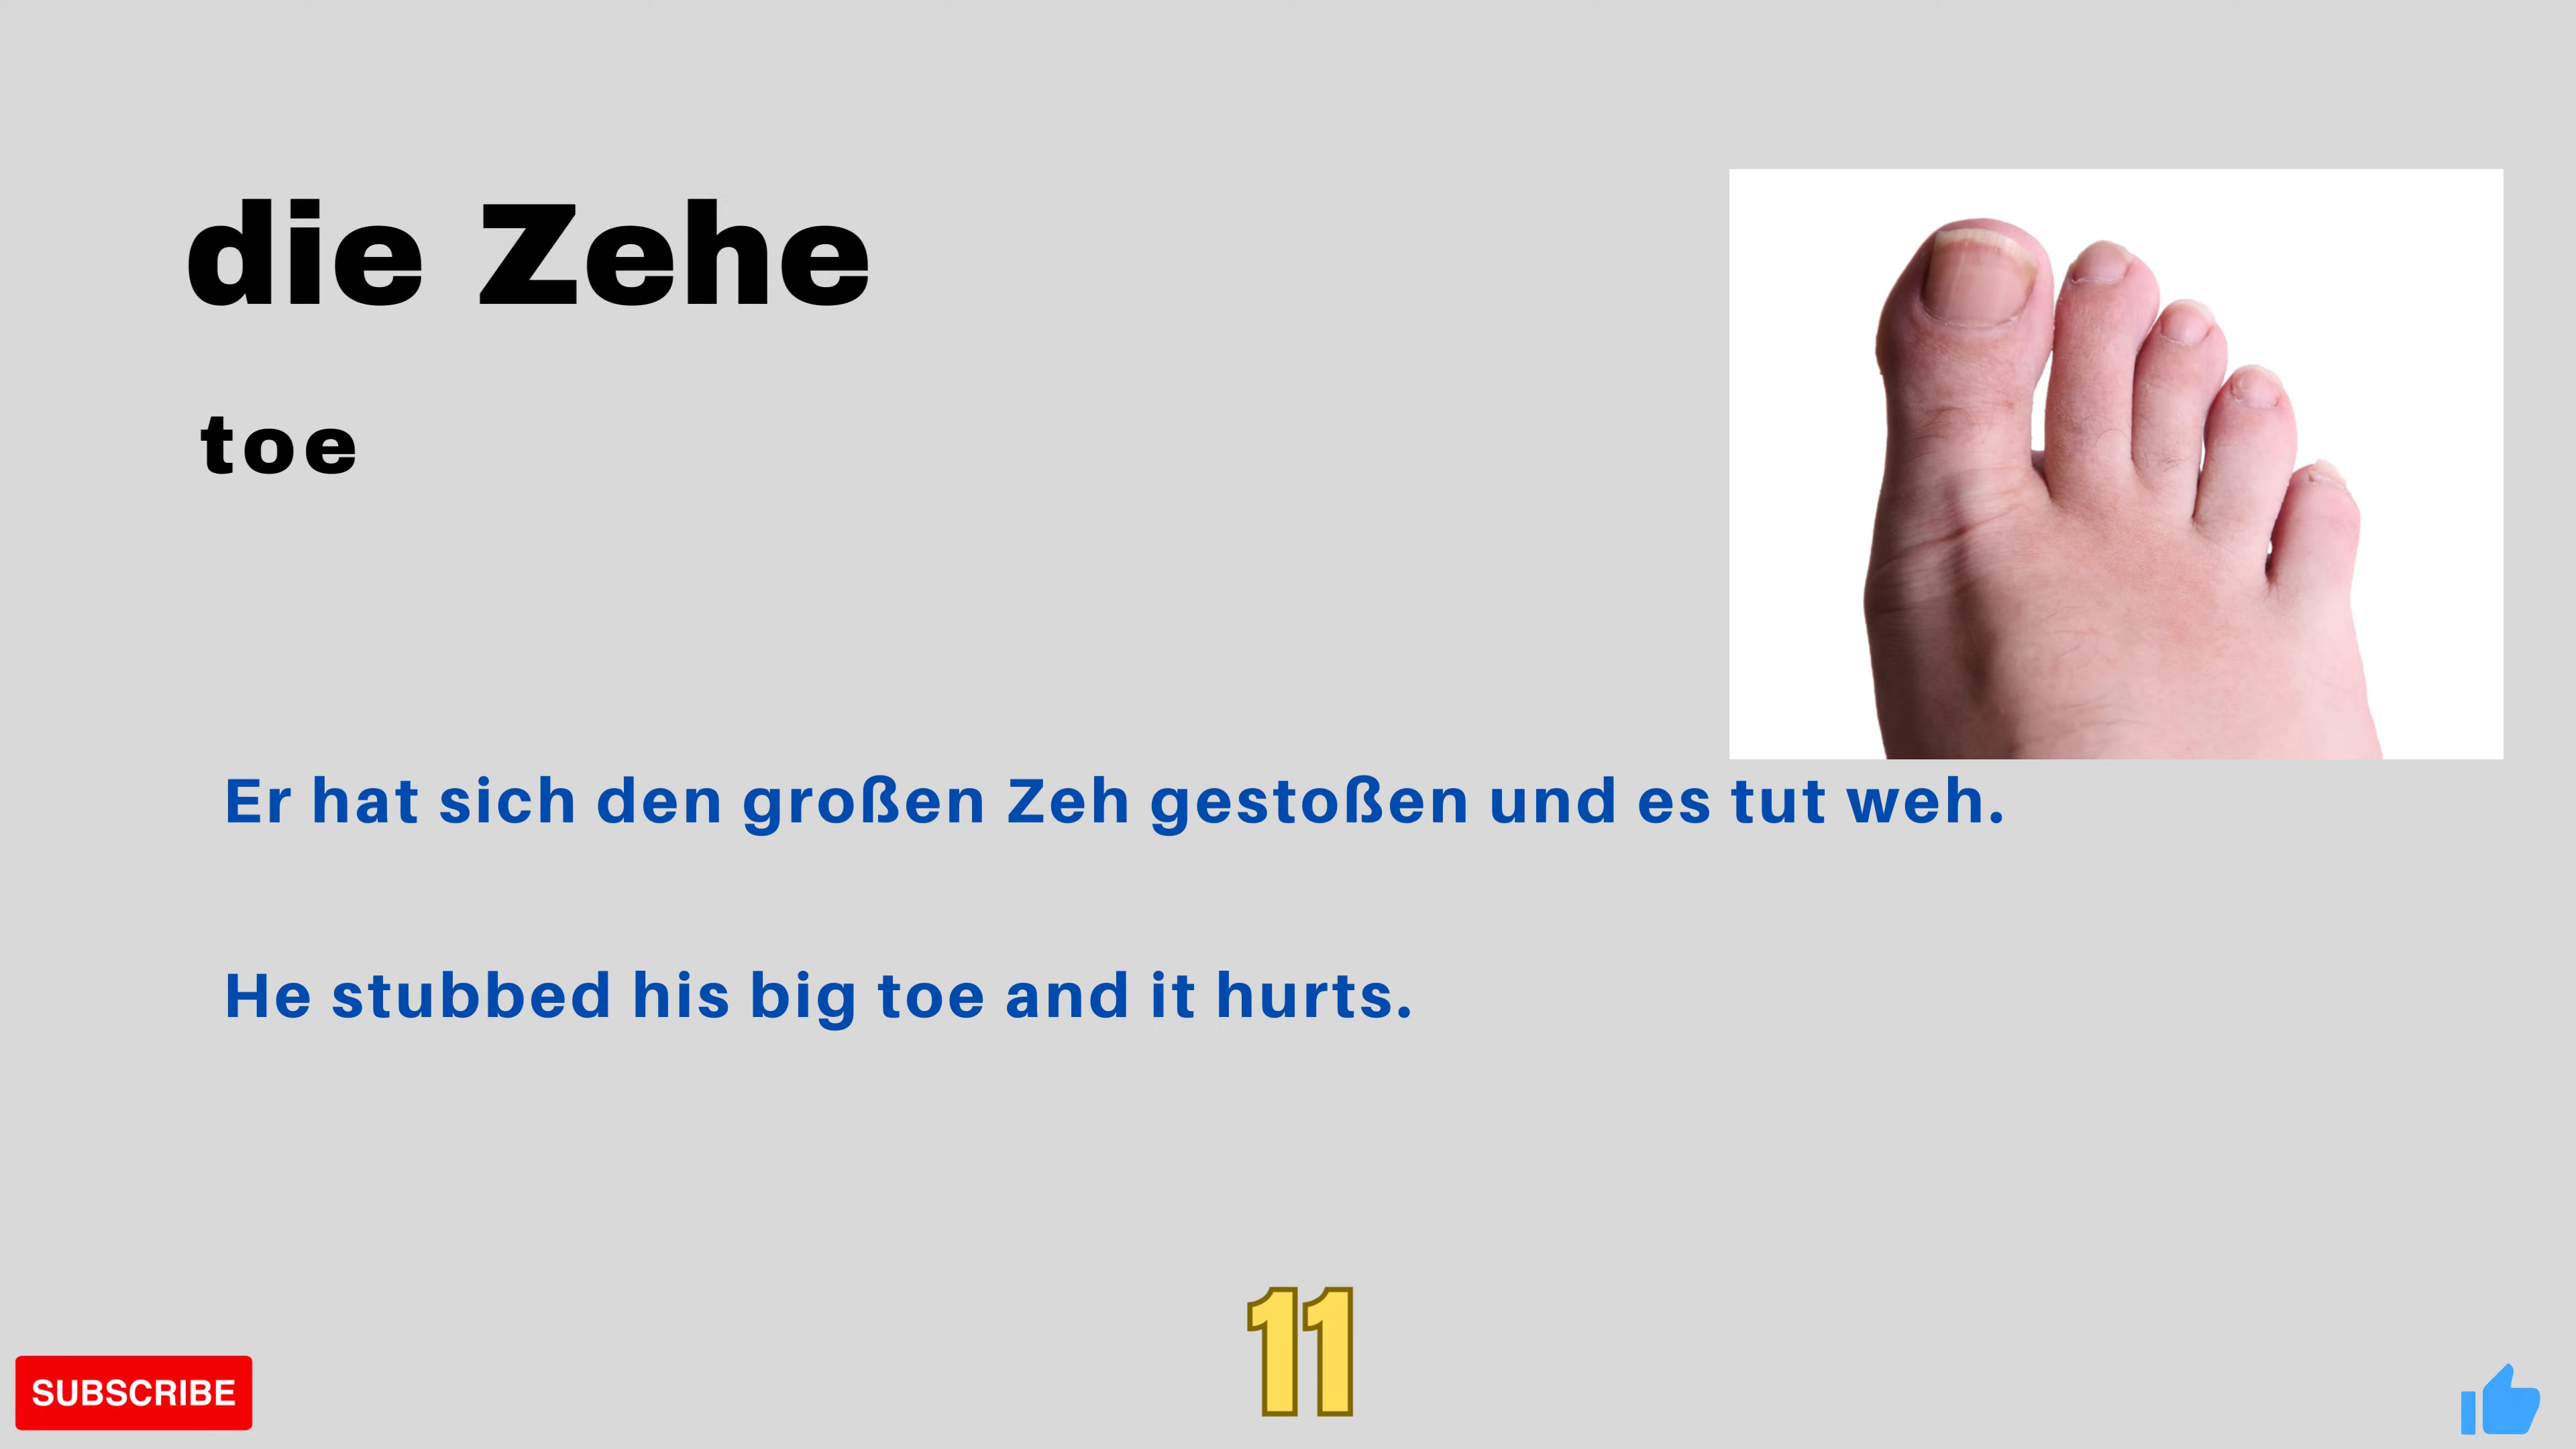 die Zehe
toe
Er hat sich den großen Zeh gestoßen und es tut weh.
He stubbed his big toe and it hurts.
11
SUBSCRIBE